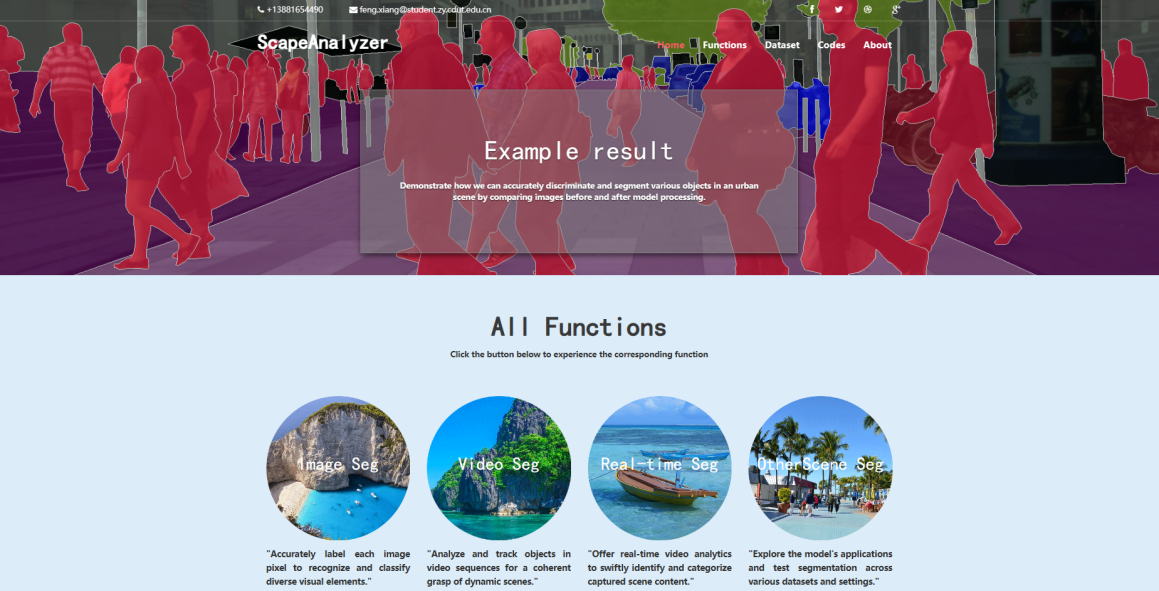 +13881654490 feng.xiang@student.zy.cdut.edu.cn
ScapeAnalyzer
Home Functions Dataset Codes About
Example result
Demonstrate how we can accurately discriminate and segment various objects in an urban
scene by comparing images before and after model processing.
All Functions
Click the button below to experience the corresponding function
Image Seg
Video Seg
Real-time Seg
OtherScene Seg
"Accurately label each image
pixel to recognize and classify
diverse visual elements."
"Analyze and track objects in
video sequences for a coherent
grasp of dynamic scenes."
"Offer real-time video analytics
to swiftly identify and categorize
captured scene content."
"Explore the model's applications
and test segmentation across
various datasets and settings."